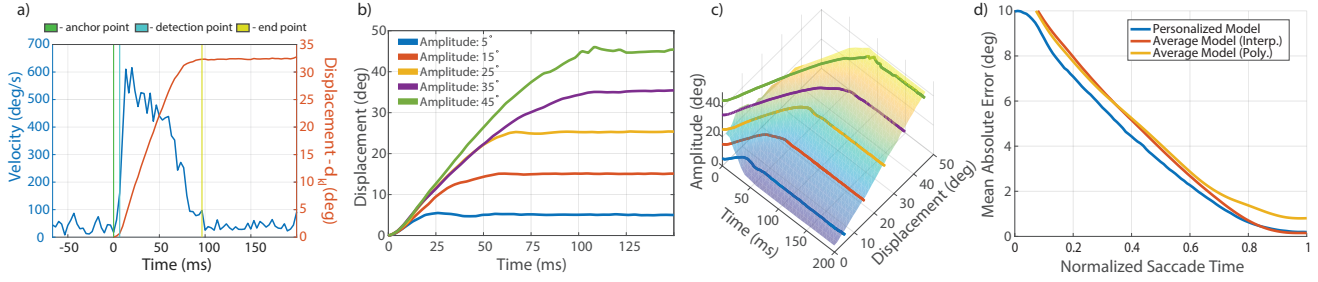 a)
- anchor point - detection point - end point
700
600
500
400
300
200
100
0
Velocity (deg/s)
35
30
25
20
15
10
5
0
Displacement - d_kl (deg)
-50 0 50 100 150
Time (ms)
b)
50
40
30
20
10
0
Displacement (deg)
Amplitude: 5°
Amplitude: 15°
Amplitude: 25°
Amplitude: 35°
Amplitude: 45°
0 25 50 75 100 125
Time (ms)
c)
Amplitude (deg)
40
20
0
0
50
100
150
200
Time (ms)
0
10
20
30
40
50
Displacement (deg)
d)
10
8
6
4
2
0
Mean Absolute Error (deg)
Personalized Model
Average Model (Interp.)
Average Model (Poly.)
0 0.2 0.4 0.6 0.8 1
Normalized Saccade Time